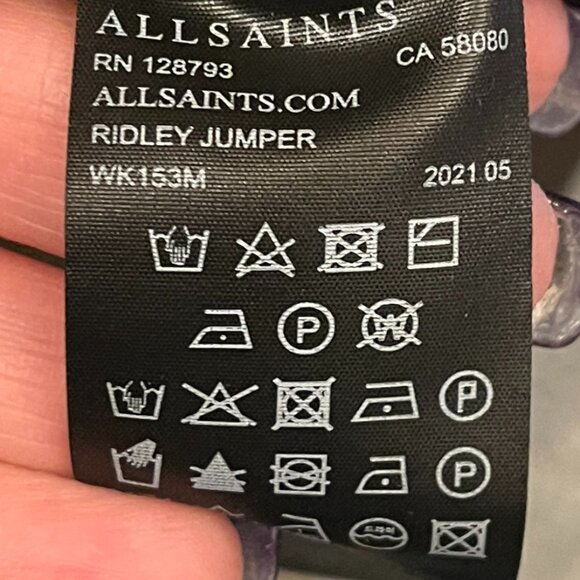 ALLSAINTS
RN 128793 CA 58080
ALLSAINTS.COM
RIDLEY JUMPER
WK153M 2021.05
P W
P
P